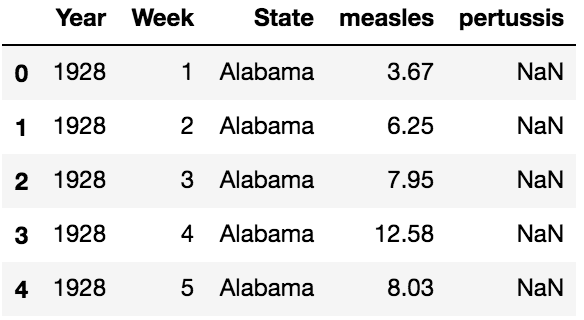 Year Week State measles pertussis
0 1928 1 Alabama 3.67 NaN
1 1928 2 Alabama 6.25 NaN
2 1928 3 Alabama 7.95 NaN
3 1928 4 Alabama 12.58 NaN
4 1928 5 Alabama 8.03 NaN